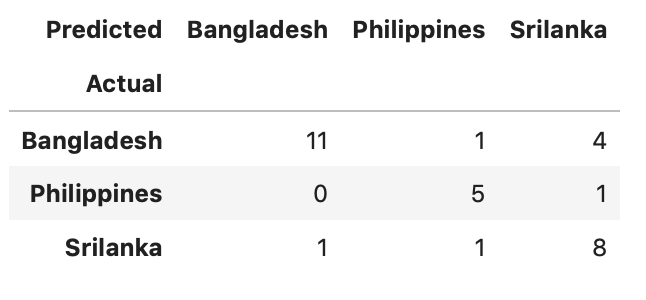 Predicted Bangladesh Philippines Srilanka
Actual
Bangladesh 11 1 4
Philippines 0 5 1
Srilanka 1 1 8